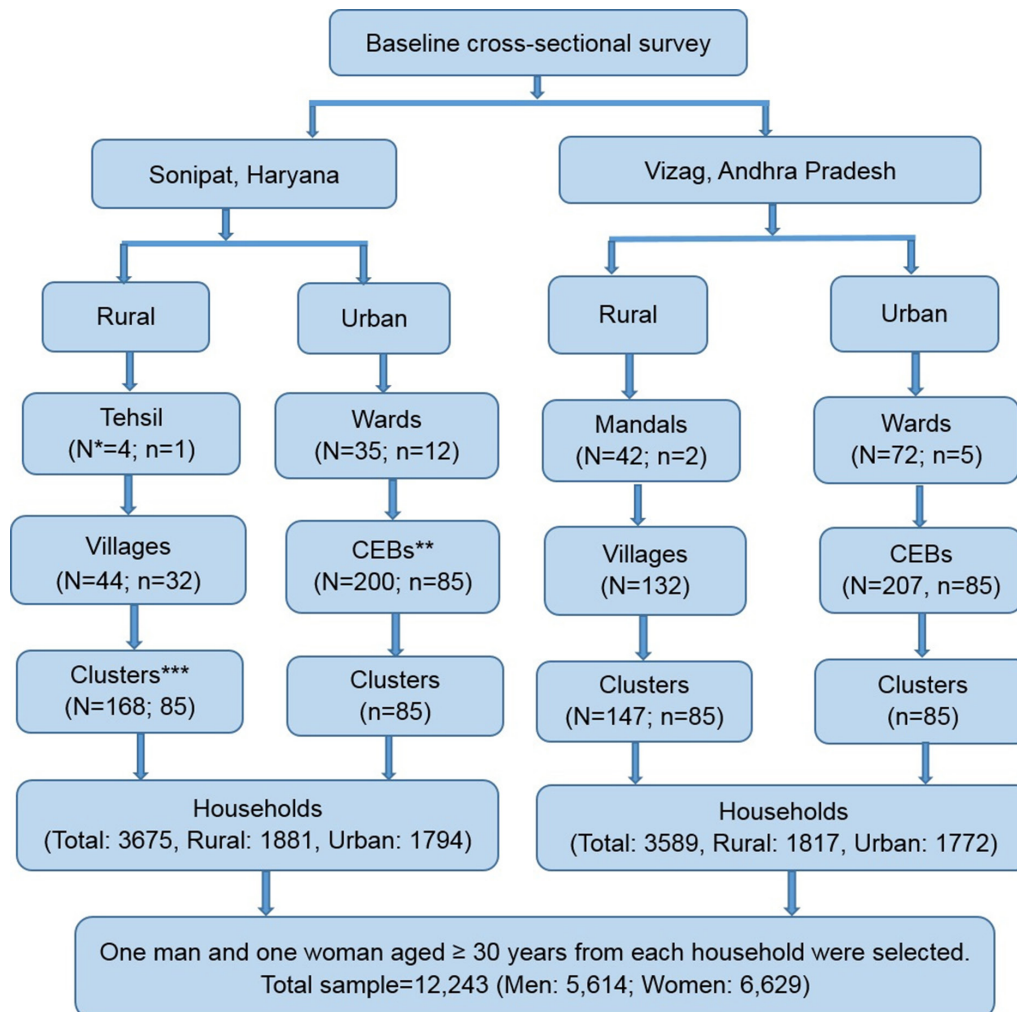 Baseline cross-sectional survey
Sonipat, Haryana
Vizag, Andhra Pradesh
Rural
Urban
Rural
Urban
Tehsil
(N*=4; n=1)
Wards
(N=35; n=12)
Mandals
(N=42; n=2)
Wards
(N=72; n=5)
Villages
(N=44; n=32)
CEBs**
(N=200; n=85)
Villages
(N=132)
CEBs
(N=207, n=85)
Clusters***
(N=168; 85)
Clusters
(n=85)
Clusters
(N=147; n=85)
Clusters
(n=85)
Households
(Total: 3675, Rural: 1881, Urban: 1794)
Households
(Total: 3589, Rural: 1817, Urban: 1772)
One man and one woman aged ≥ 30 years from each household were selected.
Total sample=12,243 (Men: 5,614; Women: 6,629)